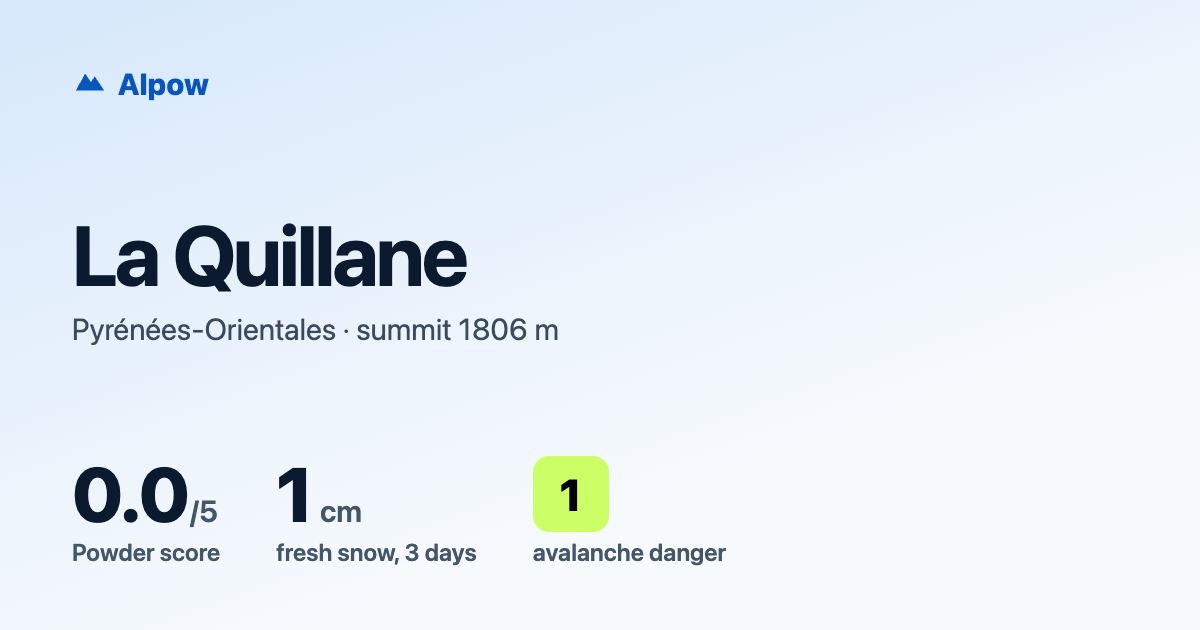 Alpow
La Quillane
Pyrénées-Orientales · summit 1806 m
0.0/5 1 cm 1
Powder score fresh snow, 3 days avalanche danger